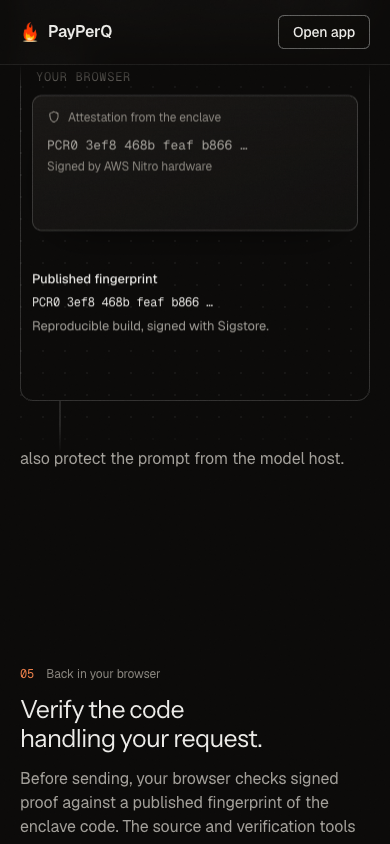 PayPerQ
Open app
YOUR BROWSER
Attestation from the enclave
PCR0 3ef8 468b feaf b866 …
Signed by AWS Nitro hardware
Published fingerprint
PCR0 3ef8 468b feaf b866 …
Reproducible build, signed with Sigstore.
also protect the prompt from the model host.
05 Back in your browser
Verify the code
handling your request.
Before sending, your browser checks signed
proof against a published fingerprint of the
enclave code. The source and verification tools